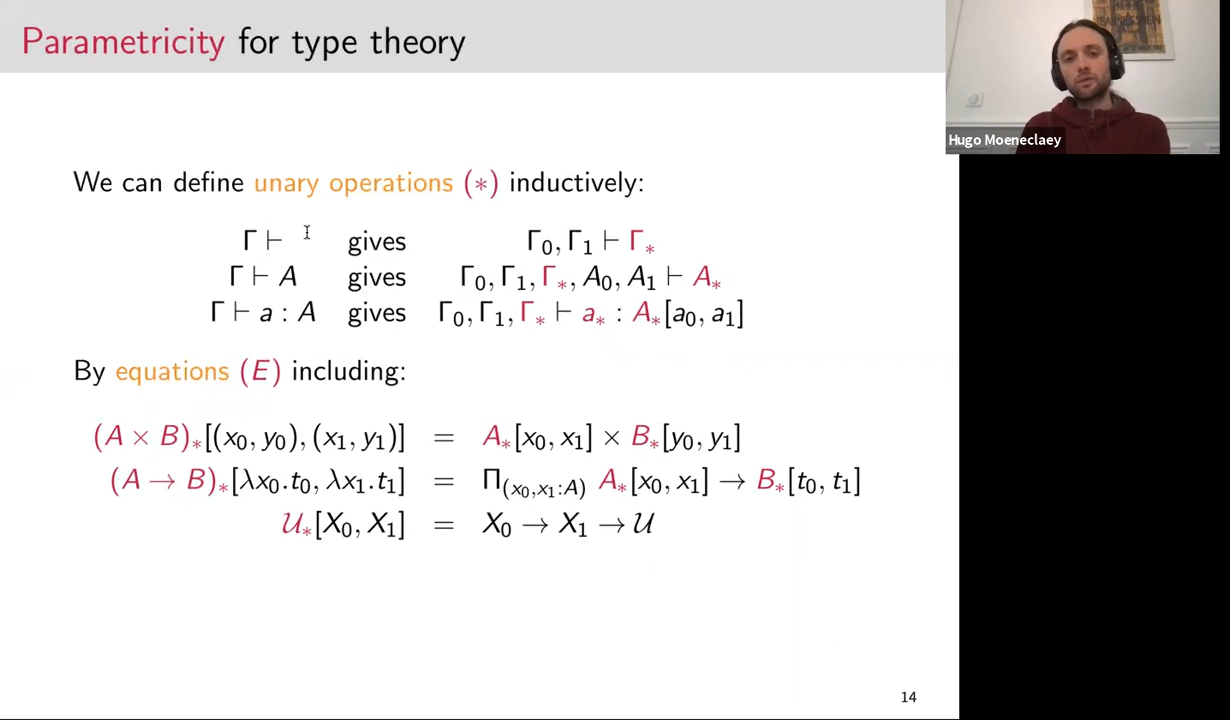 Parametricity for type theory
We can define unary operations (∗) inductively:
Γ ⊢ gives Γ₀, Γ₁ ⊢ Γ∗
Γ ⊢ A gives Γ₀, Γ₁, Γ∗, A₀, A₁ ⊢ A∗
Γ ⊢ a : A gives Γ₀, Γ₁, Γ∗ ⊢ a∗ : A∗[a₀, a₁]
By equations (E) including:
(A × B)∗[(x₀, y₀), (x₁, y₁)] = A∗[x₀, x₁] × B∗[y₀, y₁]
(A → B)∗[λx₀.t₀, λx₁.t₁] = Π(x₀,x₁:A) A∗[x₀, x₁] → B∗[t₀, t₁]
𝒰∗[X₀, X₁] = X₀ → X₁ → 𝒰
14
Hugo Moeneclaey